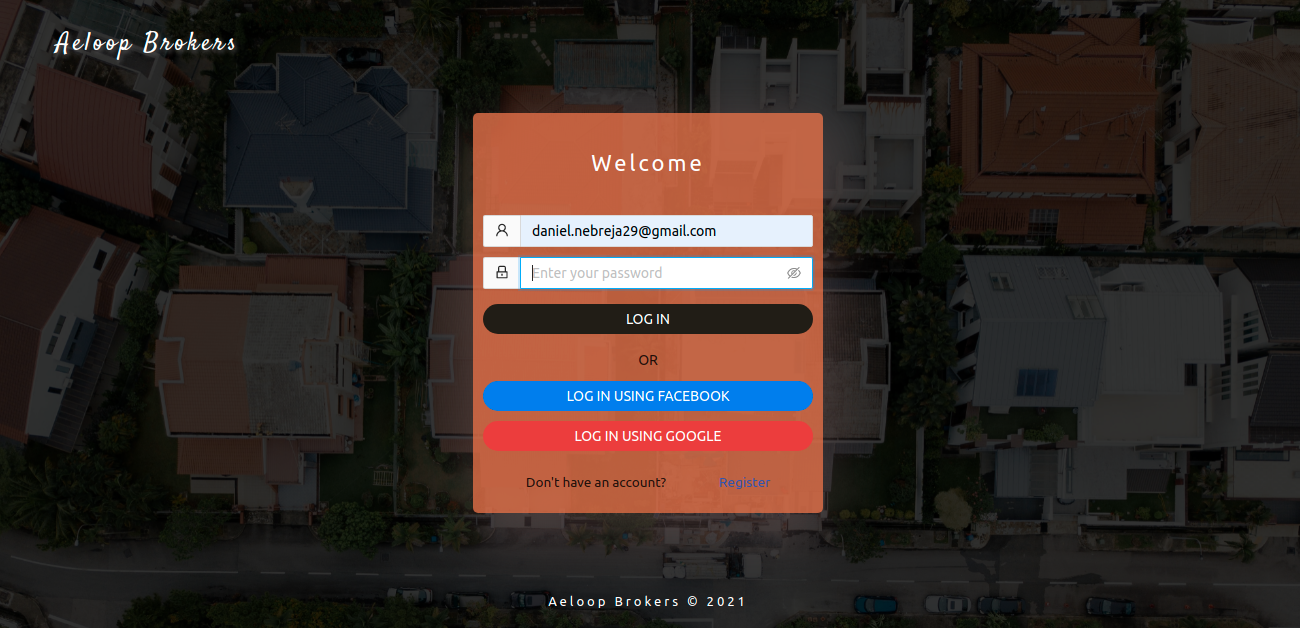 Aeloop Brokers
Welcome
daniel.nebreja29@gmail.com
Enter your password
LOG IN
OR
LOG IN USING FACEBOOK
LOG IN USING GOOGLE
Don't have an account? Register
Aeloop Brokers © 2021